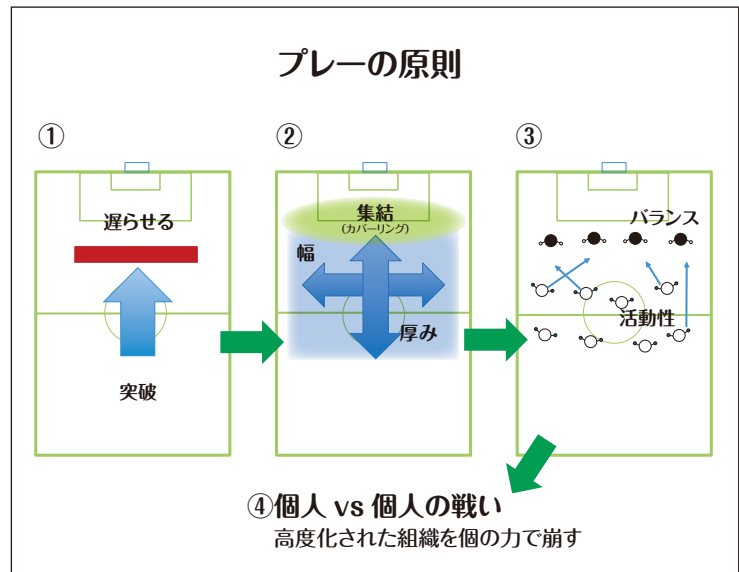 プレーの原則
①
遅らせる
突破
②
集結
(カバーリング)
幅
厚み
③
バランス
活動性
④個人 vs 個人の戦い
高度化された組織を個の力で崩す